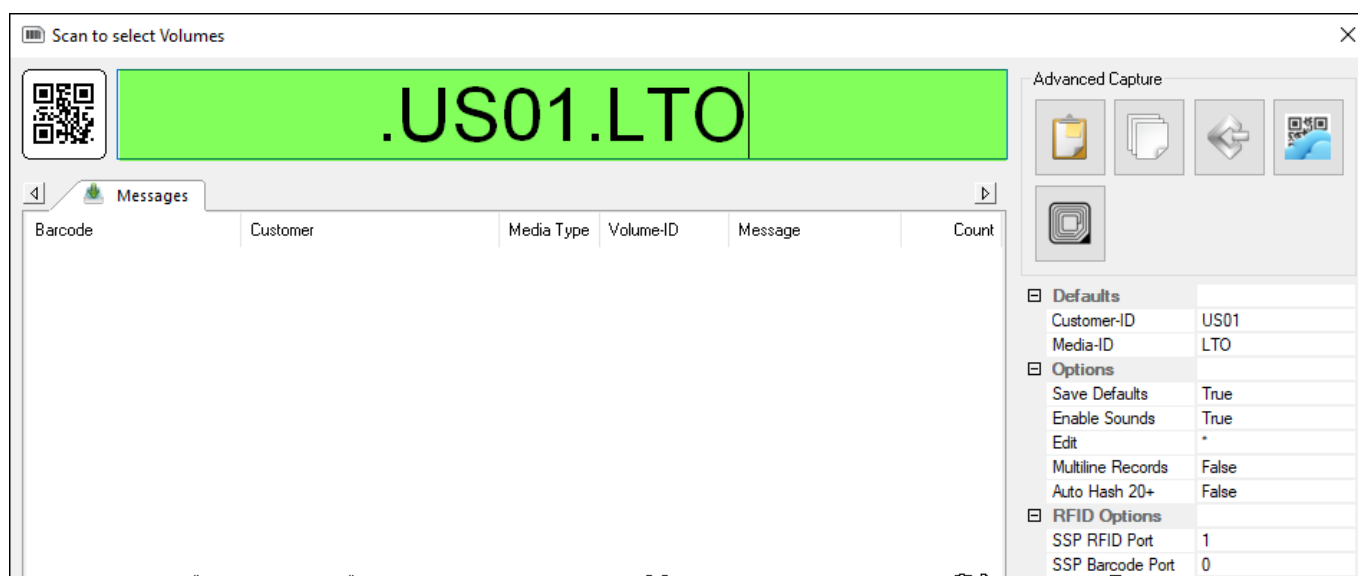 Scan to select Volumes
.US01.LTO
Messages
Barcode Customer Media Type Volume-ID Message Count
Advanced Capture
Defaults
Customer-ID US01
Media-ID LTO
Options
Save Defaults True
Enable Sounds True
Edit *
Multiline Records False
Auto Hash 20+ False
RFID Options
SSP RFID Port 1
SSP Barcode Port 0